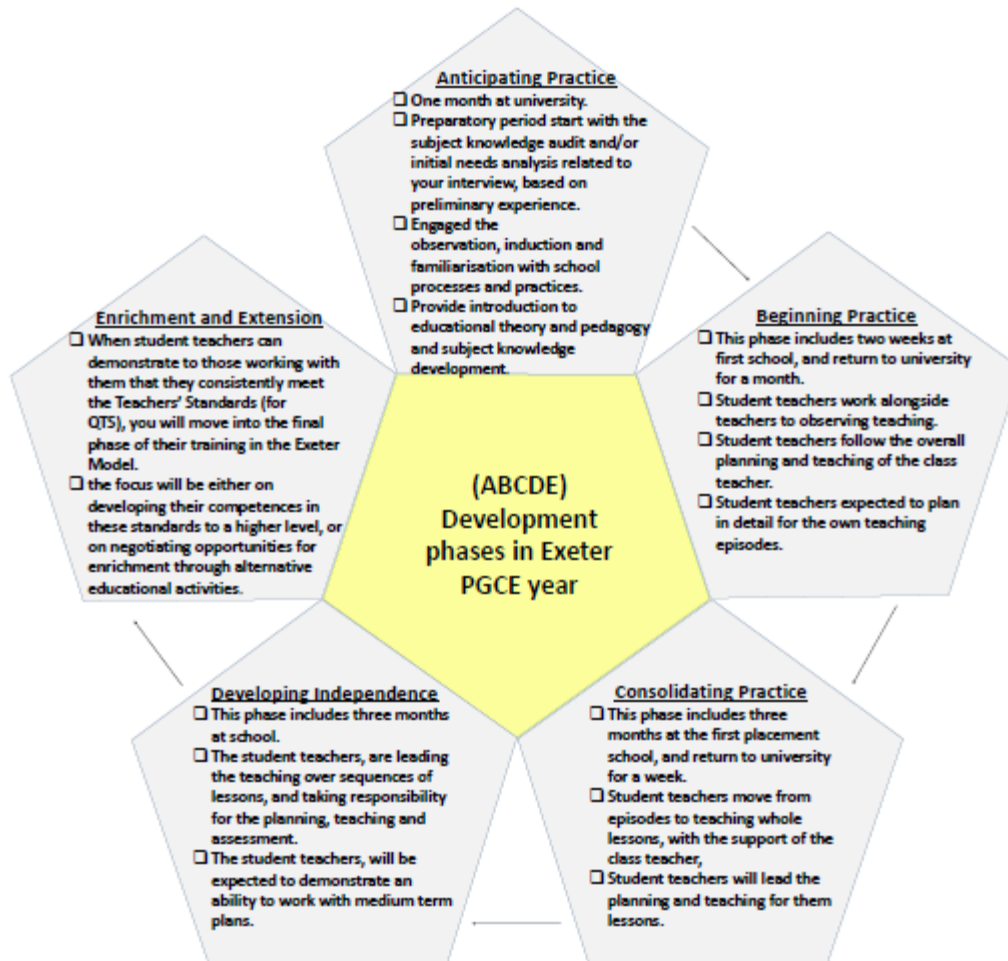 Anticipating Practice
❑ One month at university.
❑ Preparatory period start with the
subject knowledge audit and/or
initial needs analysis related to
your interview, based on
preliminary experience.
❑ Engaged the
observation, induction and
familiarisation with school
processes and practices.
❑ Provide introduction to
educational theory and pedagogy
and subject knowledge
development.
Beginning Practice
❑ This phase includes two weeks at
first school, and return to university
for a month.
❑ Student teachers work alongside
teachers to observing teaching.
❑ Student teachers follow the overall
planning and teaching of the class
teacher.
❑ Student teachers expected to plan
in detail for the own teaching
episodes.
Consolidating Practice
❑ This phase includes three
months at the first placement
school, and return to university
for a week.
❑ Student teachers move from
episodes to teaching whole
lessons, with the support of the
class teacher,
❑ Student teachers will lead the
planning and teaching for them
lessons.
Developing Independence
❑ This phase includes three months
at school.
❑ The student teachers, are leading
the teaching over sequences of
lessons, and taking responsibility
for the planning, teaching and
assessment.
❑ The student teachers, will be
expected to demonstrate an
ability to work with medium term
plans.
Enrichment and Extension
❑ When student teachers can
demonstrate to those working with
them that they consistently meet
the Teachers' Standards (for
QTS), you will move into the final
phase of their training in the Exeter
Model.
❑ the focus will be either on
developing their competences in
these standards to a higher level, or
on negotiating opportunities for
enrichment through alternative
educational activities.
(ABCDE)
Development
phases in Exeter
PGCE year